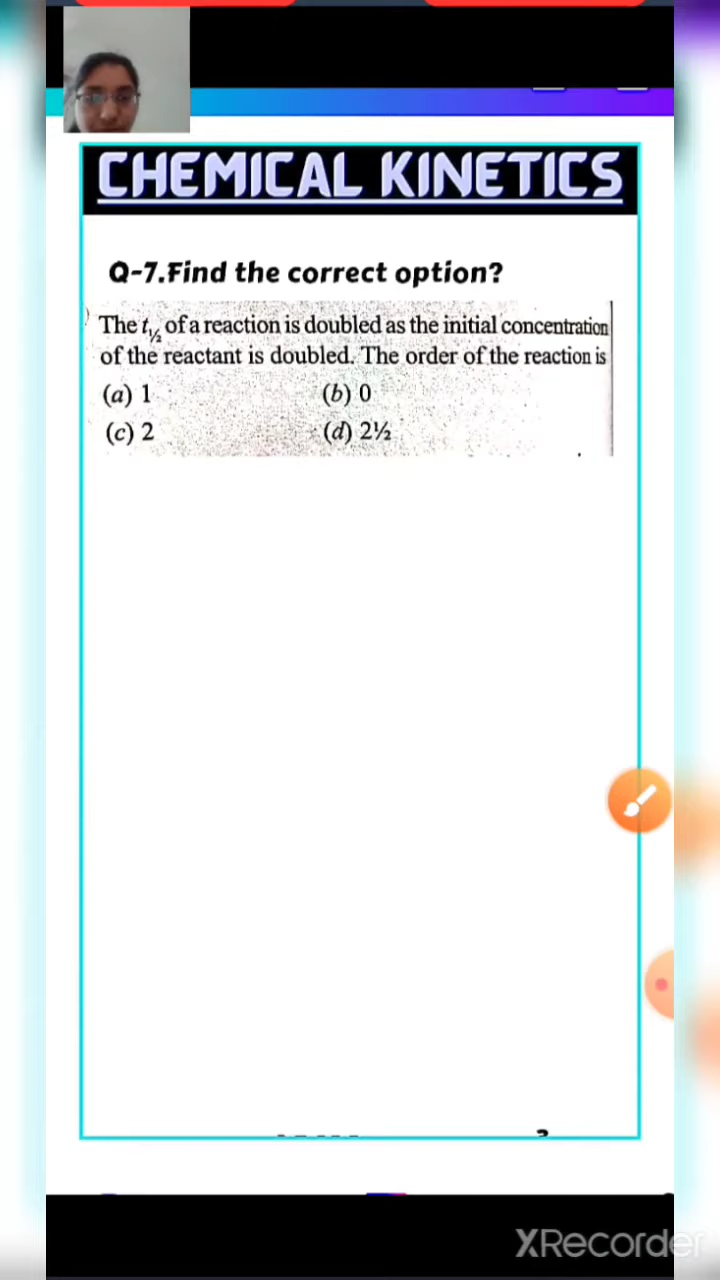 CHEMICAL KINETICS
Q-7.Find the correct option?
The t½ of a reaction is doubled as the initial concentration
of the reactant is doubled. The order of the reaction is
(a) 1 (b) 0
(c) 2 (d) 2½
XRecorder